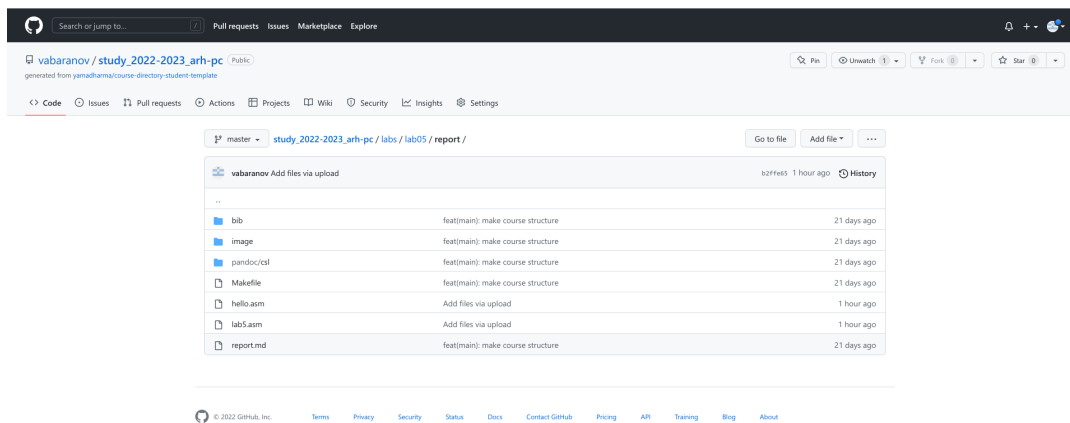 Search or jump to... / Pull requests Issues Marketplace Explore
vabaranov / study_2022-2023_arh-pc Public
Pin Unwatch 1 Fork 0 Star 0
generated from yamadharma/course-directory-student-template
<> Code Issues Pull requests Actions Projects Wiki Security Insights Settings
master study_2022-2023_arh-pc / labs / lab05 / report / Go to file Add file ...
vabaranov Add files via upload b2ffe65 1 hour ago History
..
bib feat(main): make course structure 21 days ago
image feat(main): make course structure 21 days ago
pandoc/csl feat(main): make course structure 21 days ago
Makefile feat(main): make course structure 21 days ago
hello.asm Add files via upload 1 hour ago
lab5.asm Add files via upload 1 hour ago
report.md feat(main): make course structure 21 days ago
© 2022 GitHub, Inc. Terms Privacy Security Status Docs Contact GitHub Pricing API Training Blog About